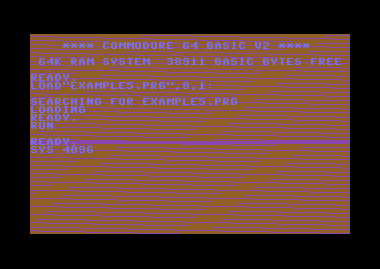 **** COMMODORE 64 BASIC V2 ****
64K RAM SYSTEM  38911 BASIC BYTES FREE
READY.
LOAD"EXAMPLE5.PRG",8,1:
SEARCHING FOR EXAMPLE5.PRG
LOADING
READY.
RUN
READY.
SYS 4096